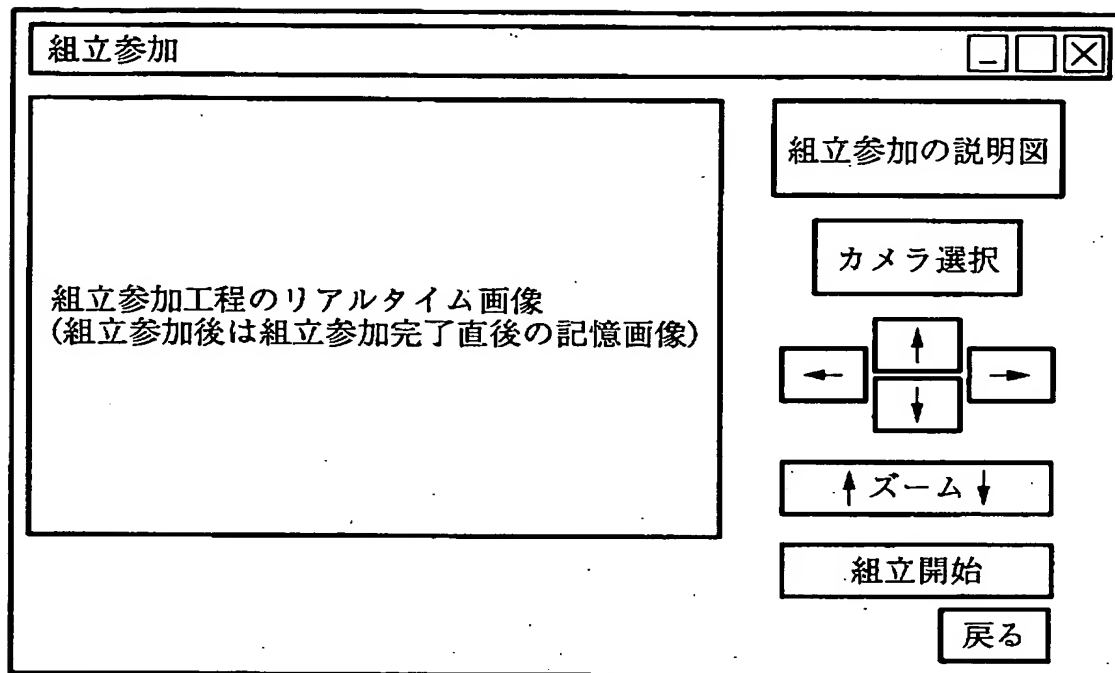 組立参加
組立参加工程のリアルタイム画像
(組立参加後は組立参加完了直後の記憶画像)
組立参加の説明図
カメラ選択
↑
← →
↓
↑ズーム↓
組立開始
戻る